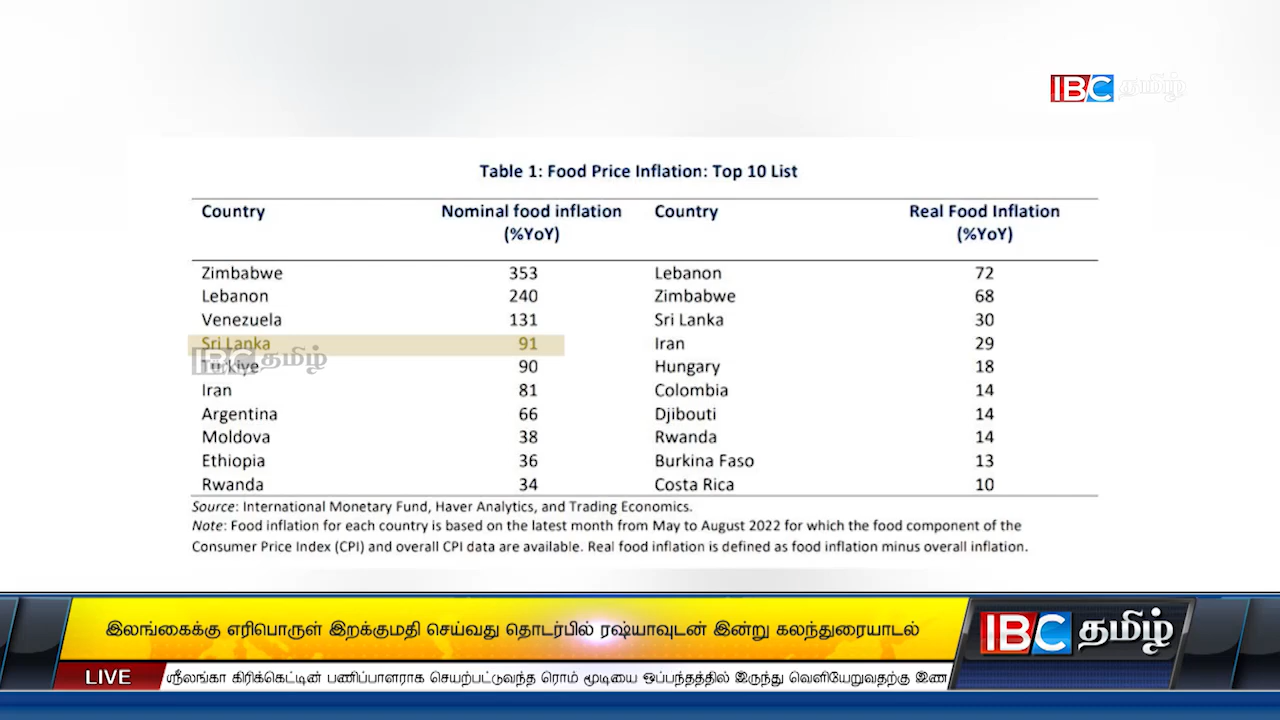 IBC தமிழ்
Table 1: Food Price Inflation: Top 10 List
Country Nominal food inflation (%YoY) Country Real Food Inflation (%YoY)
Zimbabwe 353 Lebanon 72
Lebanon 240 Zimbabwe 68
Venezuela 131 Sri Lanka 30
Sri Lanka 91 Iran 29
IBC தமிழ்
Türkiye 90 Hungary 18
Iran 81 Colombia 14
Argentina 66 Djibouti 14
Moldova 38 Rwanda 14
Ethiopia 36 Burkina Faso 13
Rwanda 34 Costa Rica 10
Source: International Monetary Fund, Haver Analytics, and Trading Economics.
Note: Food inflation for each country is based on the latest month from May to August 2022 for which the food component of the
Consumer Price Index (CPI) and overall CPI data are available. Real food inflation is defined as food inflation minus overall inflation.
இலங்கைக்கு எரிபொருள் இறக்குமதி செய்வது தொடர்பில் ரஷ்யாவுடன் இன்று கலந்துரையாடல்
IBC தமிழ்
LIVE ஸ்ரீலங்கா கிரிக்கெட்டின் பணிப்பாளராக செயற்பட்டுவந்த ரொம் மூடியை ஒப்பந்தத்தில் இருந்து வெளியேறுவதற்கு இண